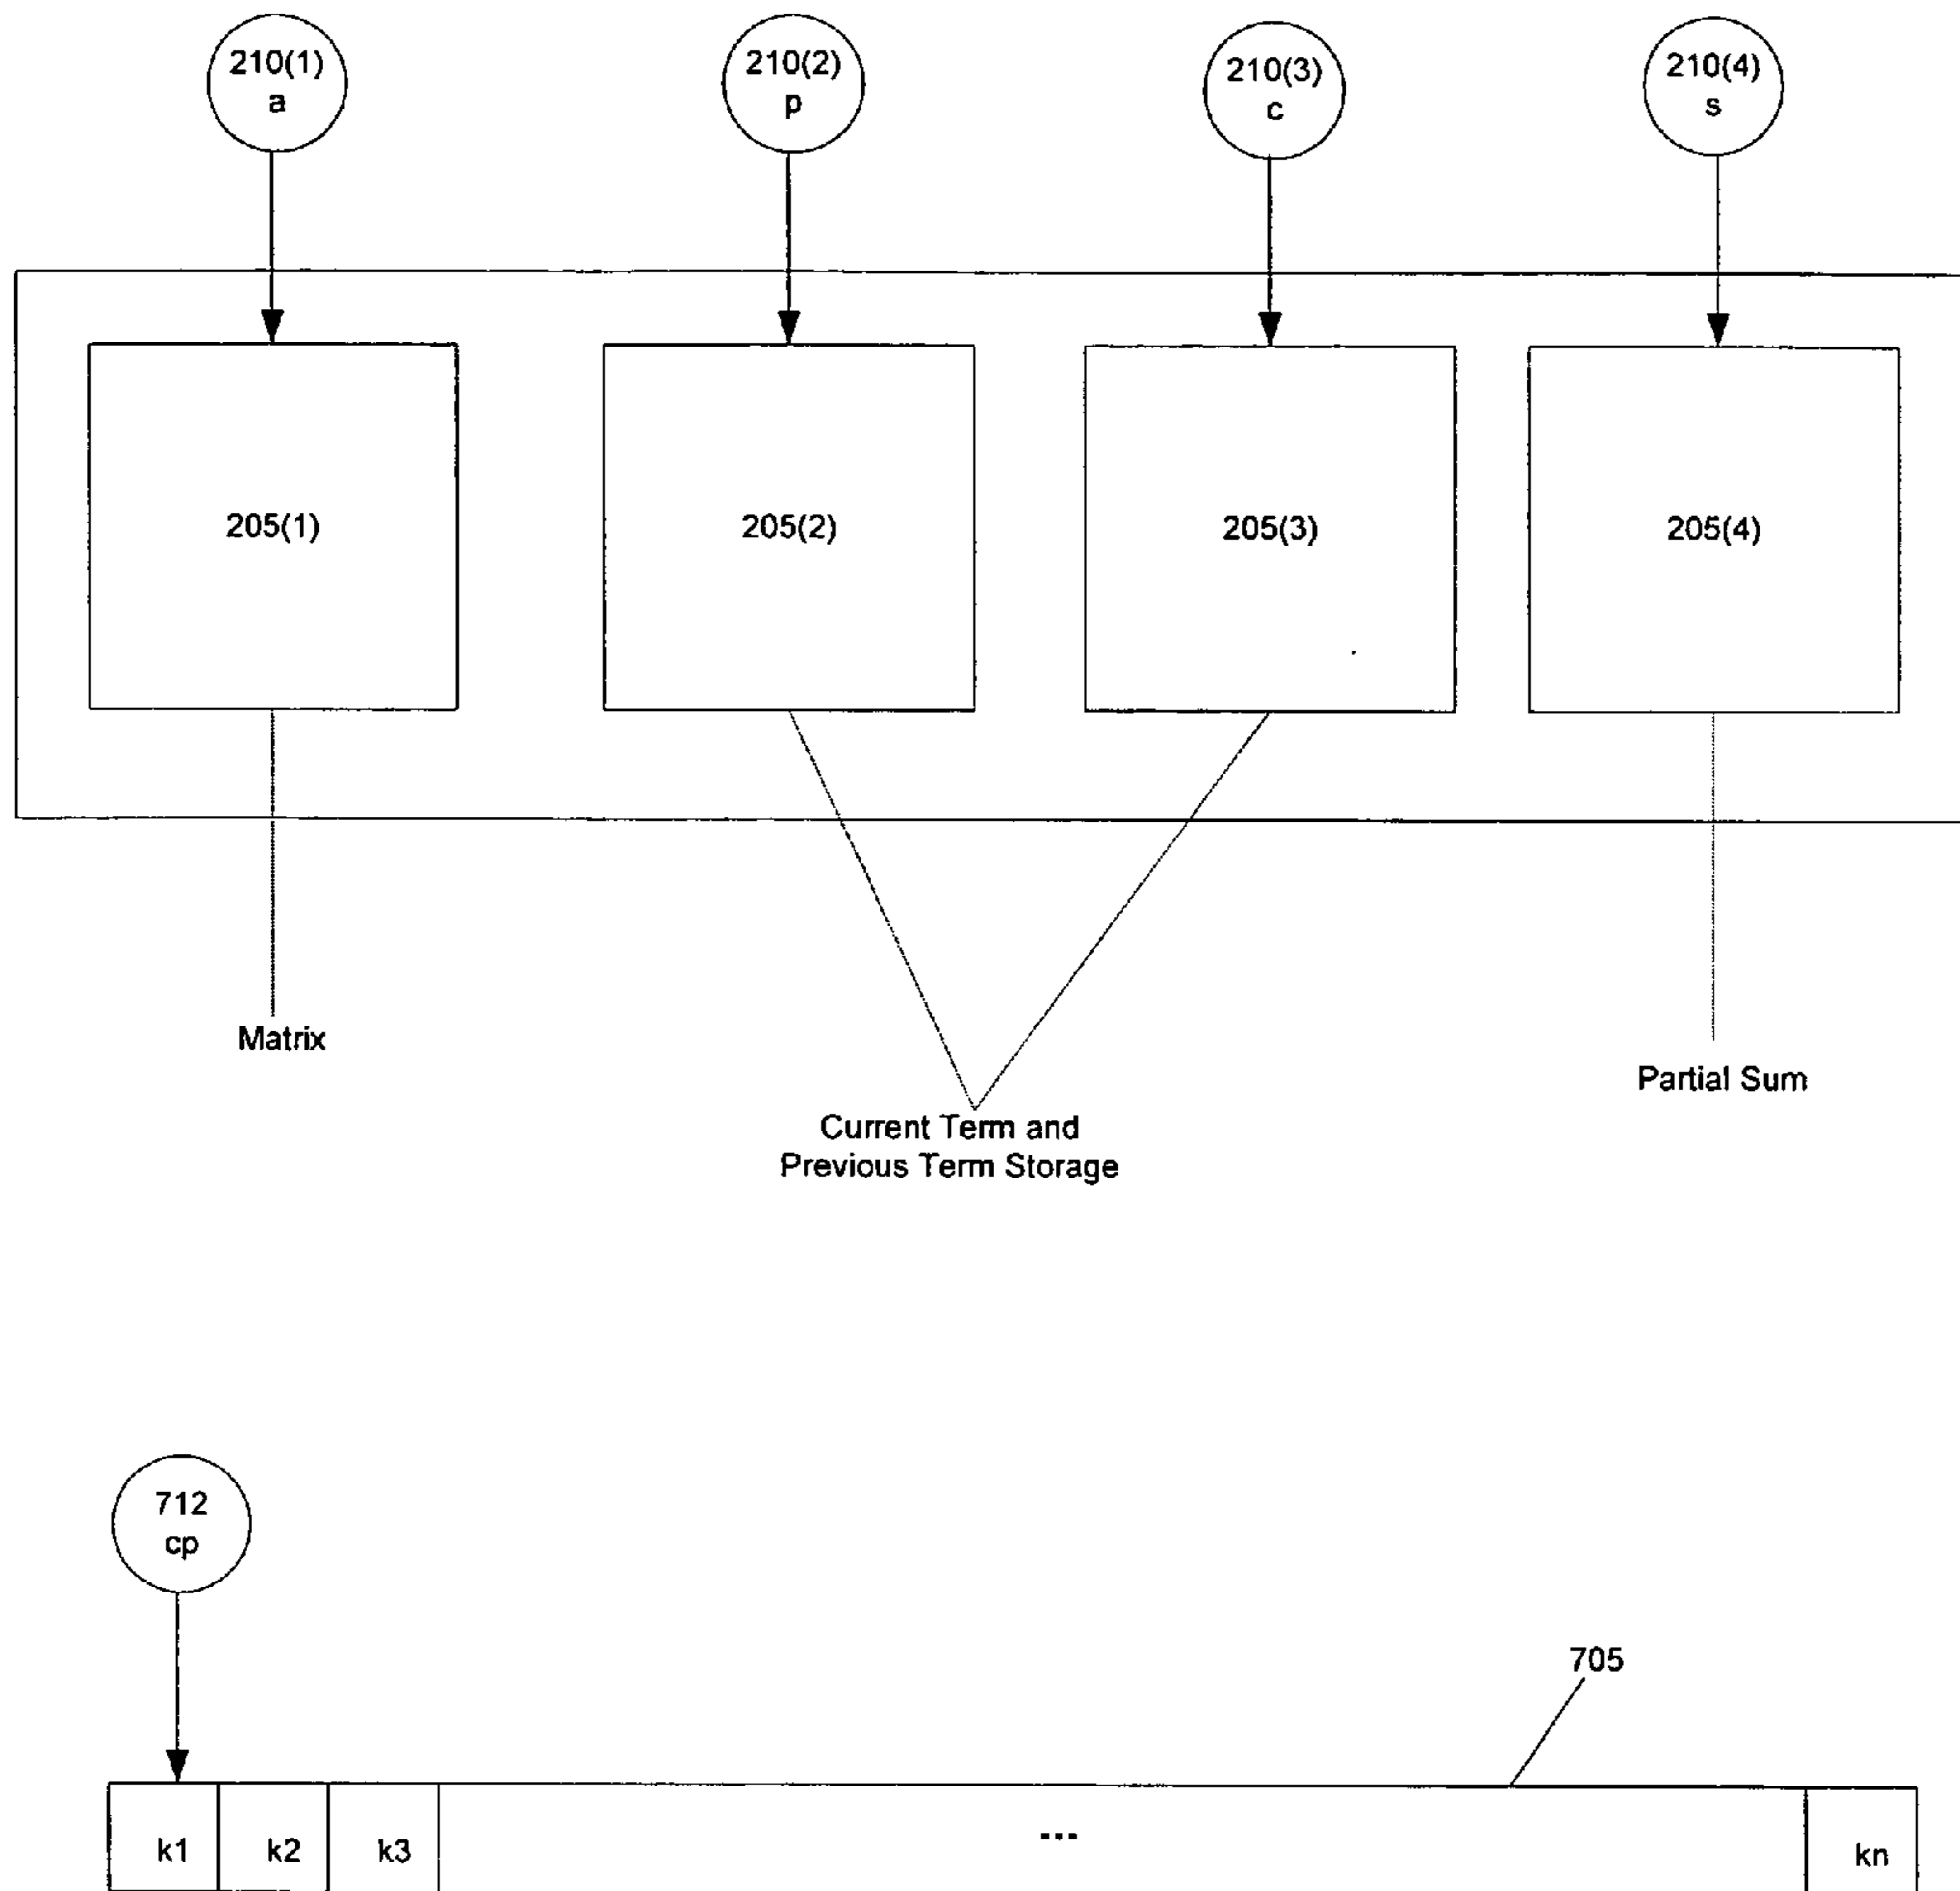 210(1)
a
210(2)
p
210(3)
c
210(4)
s
205(1)
205(2)
205(3)
205(4)
Matrix
Current Term and
Previous Term Storage
Partial Sum
712
cp
705
k1
k2
k3
...
kn